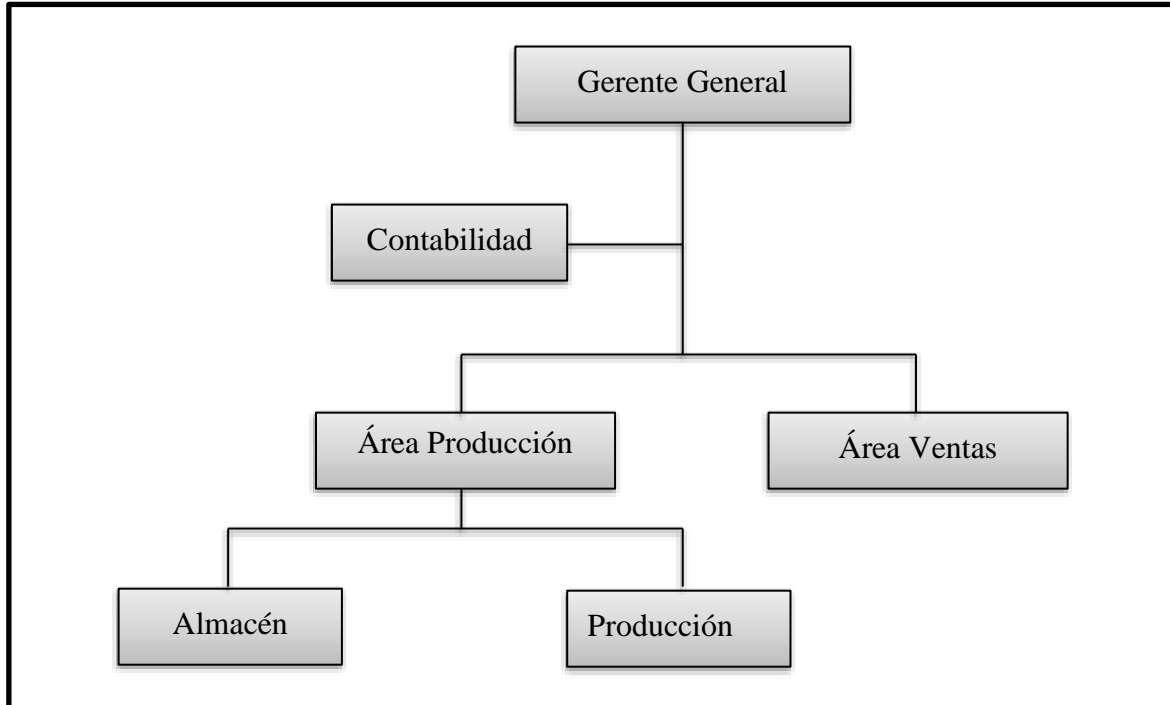 Gerente General
Contabilidad
Área Producción
Área Ventas
Almacén
Producción